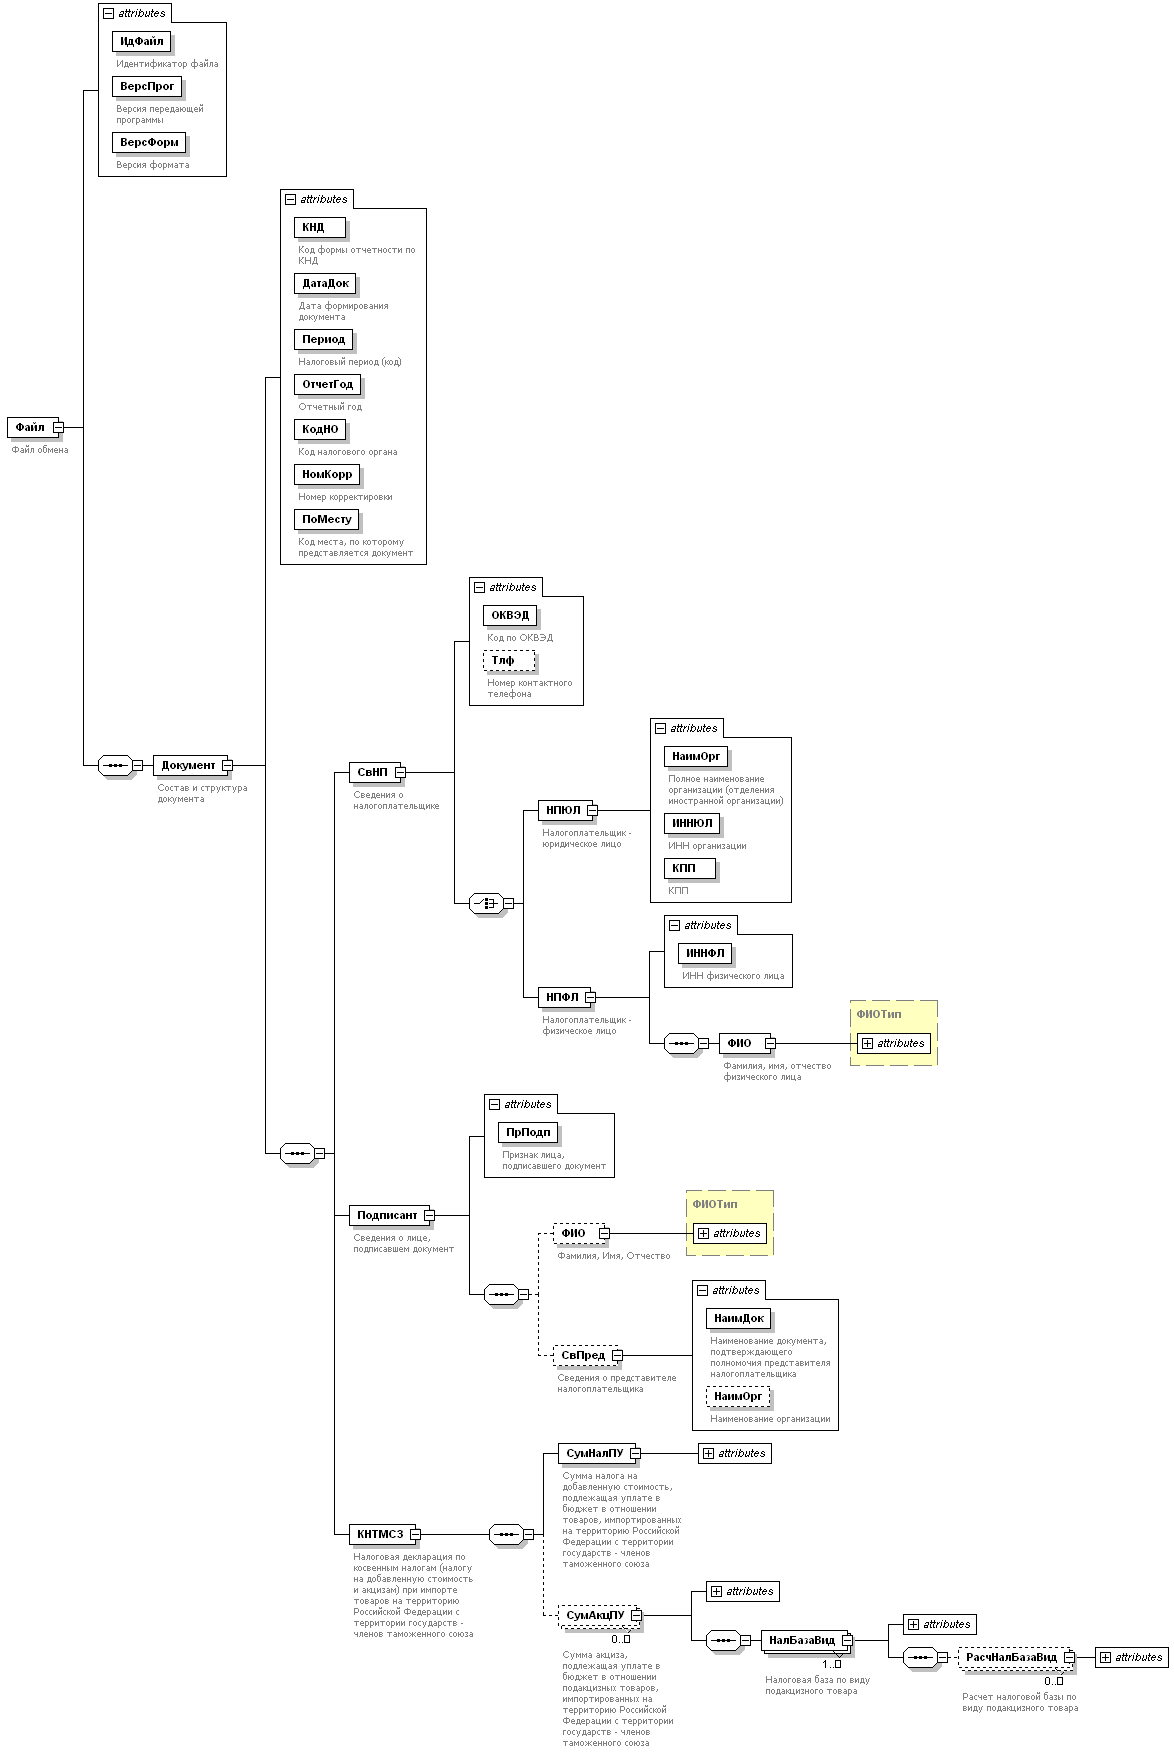 attributes
ИдФайл
Идентификатор файла
ВерсПрог
Версия передающей
программы
ВерсФорм
Версия формата
attributes
КНД
Код формы отчетности по
КНД
ДатаДок
Дата формирования
документа
Период
Налоговый период (код)
ОтчетГод
Отчетный год
КодНО
Код налогового органа
НомКорр
Номер корректировки
ПоМесту
Код места, по которому
представляется документ
Файл
Файл обмена
Документ
Состав и структура
документа
attributes
ОКВЭД
Код по ОКВЭД
Тлф
Номер контактного
телефона
СвНП
Сведения о
налогоплательщике
attributes
НаимОрг
Полное наименование
организации (отделения
иностранной организации)
ИННЮЛ
ИНН организации
КПП
КПП
НПЮЛ
Налогоплательщик -
юридическое лицо
attributes
ИННФЛ
ИНН физического лица
НПФЛ
Налогоплательщик -
физическое лицо
ФИО
Фамилия, имя, отчество
физического лица
ФИОТип
attributes
attributes
ПрПодп
Признак лица,
подписавшего документ
Подписант
Сведения о лице,
подписавшем документ
ФИО
Фамилия, Имя, Отчество
ФИОТип
attributes
СвПред
Сведения о представителе
налогоплательщика
attributes
НаимДок
Наименование документа,
подтверждающего
полномочия представителя
налогоплательщика
НаимОрг
Наименование организации
КНТМСЗ
Налоговая декларация по
косвенным налогам (налогу
на добавленную стоимость
и акцизам) при импорте
товаров на территорию
Российской Федерации с
территории государств -
членов таможенного союза
СумНалПУ
attributes
Сумма налога на
добавленную стоимость,
подлежащая уплате в
бюджет в отношении
товаров, импортированных
на территорию Российской
Федерации с территории
государств - членов
таможенного союза
СумАкцПУ
0..
Сумма акциза,
подлежащая уплате в
бюджет в отношении
подакцизных товаров,
импортированных на
территорию Российской
Федерации с территории
государств - членов
таможенного союза
attributes
НалБазаВид
1..
Налоговая база по виду
подакцизного товара
attributes
РасчНалБазаВид
0..
Расчет налоговой базы по
виду подакцизного товара
attributes